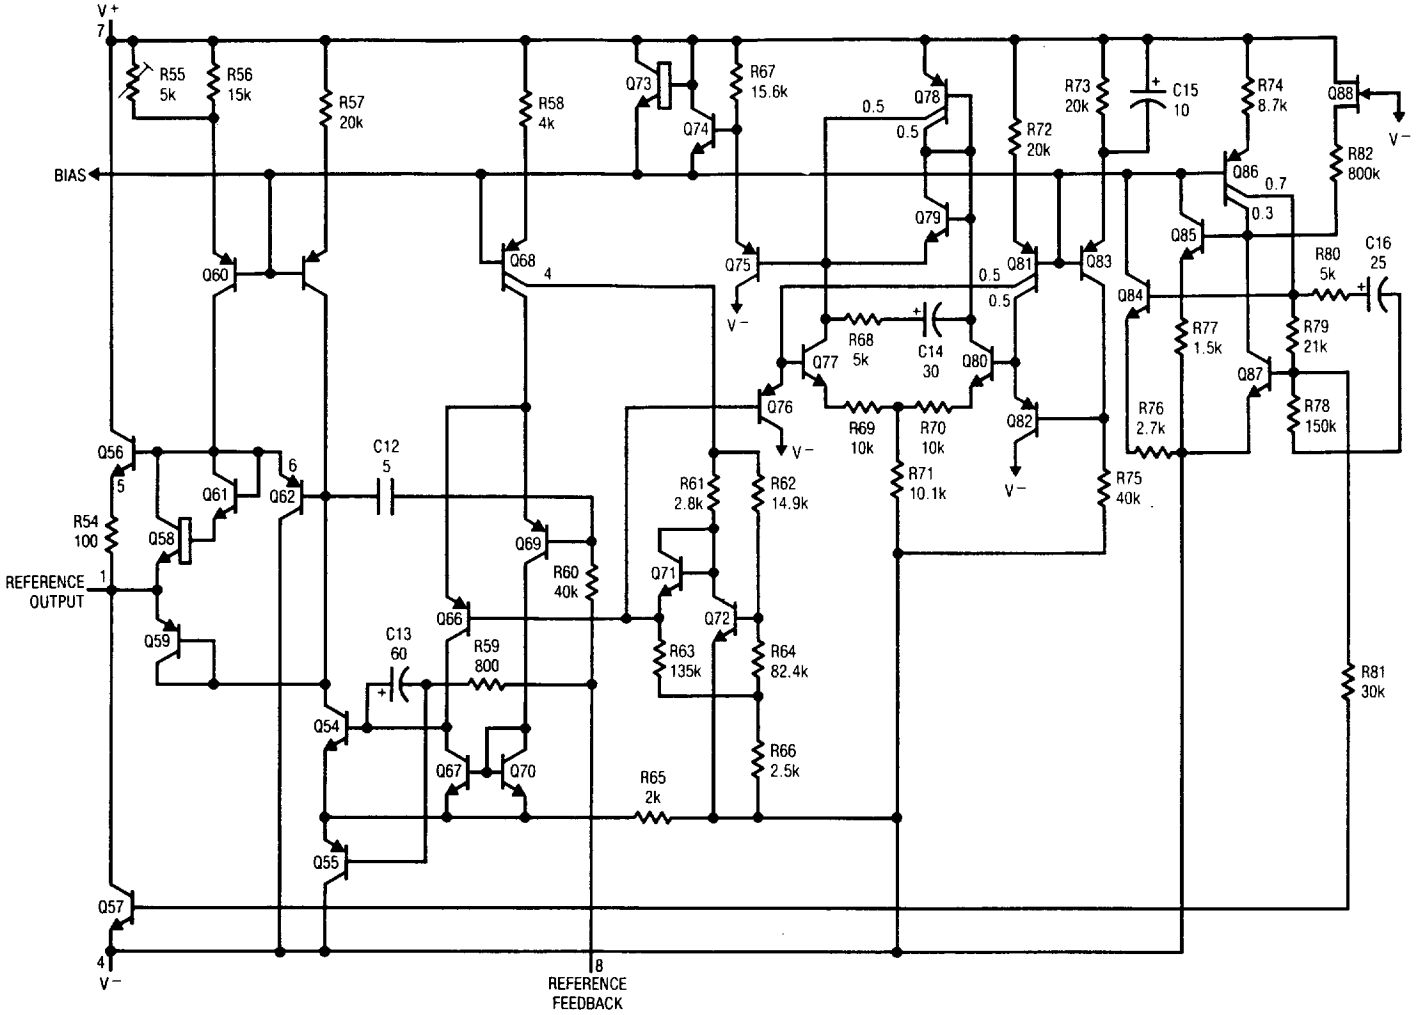 V+
7
R55
5k
R56
15k
R57
20k
R58
4k
Q73
Q74
R67
15.6k
Q78
0.5
0.5
R72
20k
R73
20k
+
C15
10
R74
8.7k
Q88
V−
R82
800k
BIAS
Q86
0.7
0.3
Q60
Q68
4
Q75
V−
Q79
Q81
0.5
0.5
Q83
Q85
Q84
R80
5k
C16
25
+
R68
5k
+
C14
30
R77
1.5k
R79
21k
Q77
Q80
Q87
Q76
V−
R69
10k
R70
10k
Q82
V−
R76
2.7k
R78
150k
Q56
5
6
C12
5
Q61
Q62
R61
2.8k
R62
14.9k
R71
10.1k
R75
40k
R54
100
Q58
Q69
R60
40k
Q71
REFERENCE
OUTPUT
1
Q59
Q66
Q72
C13
60
+
R59
800
R63
135k
R64
82.4k
R81
30k
Q54
Q67
Q70
R66
2.5k
R65
2k
Q55
Q57
4
V−
8
REFERENCE
FEEDBACK